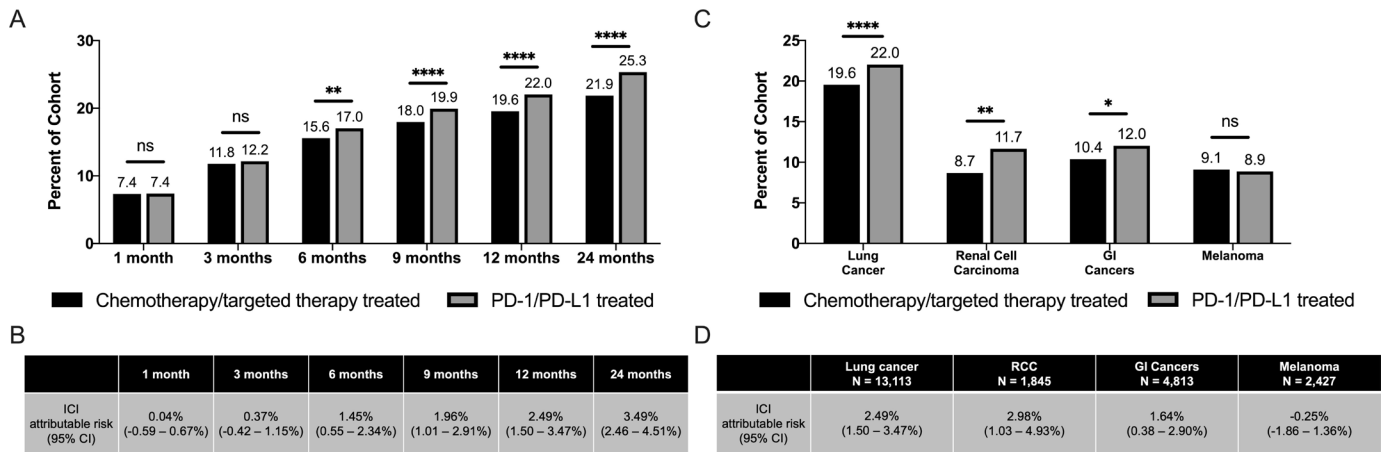 A
Percent of Cohort
30
20
10
0
ns
7.4 7.4
ns
11.8 12.2
**
15.6 17.0
****
18.0 19.9
****
19.6 22.0
****
21.9 25.3
1 month 3 months 6 months 9 months 12 months 24 months
Chemotherapy/targeted therapy treated PD-1/PD-L1 treated
B
1 month 3 months 6 months 9 months 12 months 24 months
ICI
attributable risk
(95% CI)
0.04%
(-0.59 – 0.67%)
0.37%
(-0.42 – 1.15%)
1.45%
(0.55 – 2.34%)
1.96%
(1.01 – 2.91%)
2.49%
(1.50 – 3.47%)
3.49%
(2.46 – 4.51%)
C
Percent of Cohort
25
20
15
10
5
0
****
19.6 22.0
**
8.7 11.7
*
10.4 12.0
ns
9.1 8.9
Lung
Cancer
Renal Cell
Carcinoma
GI
Cancers
Melanoma
Chemotherapy/targeted therapy treated PD-1/PD-L1 treated
D
Lung cancer
N = 13,113
RCC
N = 1,845
GI Cancers
N = 4,813
Melanoma
N = 2,427
ICI
attributable risk
(95% CI)
2.49%
(1.50 – 3.47%)
2.98%
(1.03 – 4.93%)
1.64%
(0.38 – 2.90%)
-0.25%
(-1.86 – 1.36%)